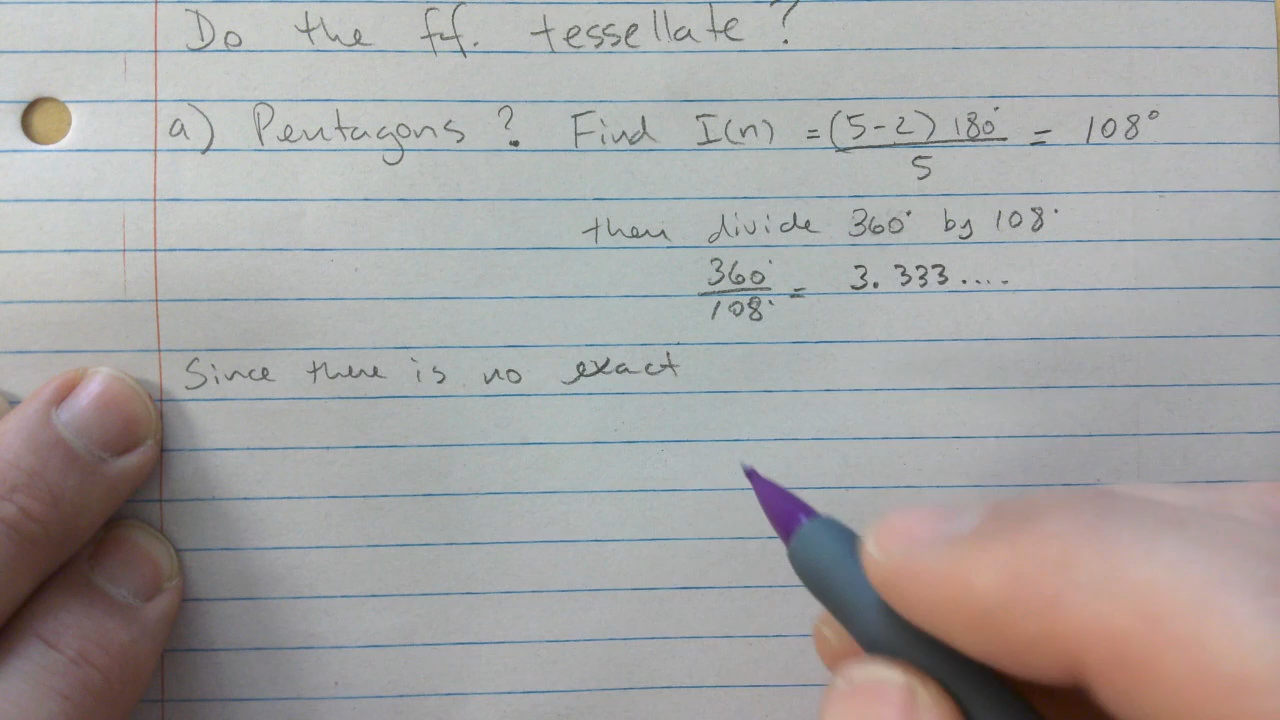 Do the ff. tessellate?
a) Pentagons? Find I(n) = (5-2) 180° / 5 = 108°
then divide 360° by 108°
360° / 108° = 3.333....
Since there is no exact